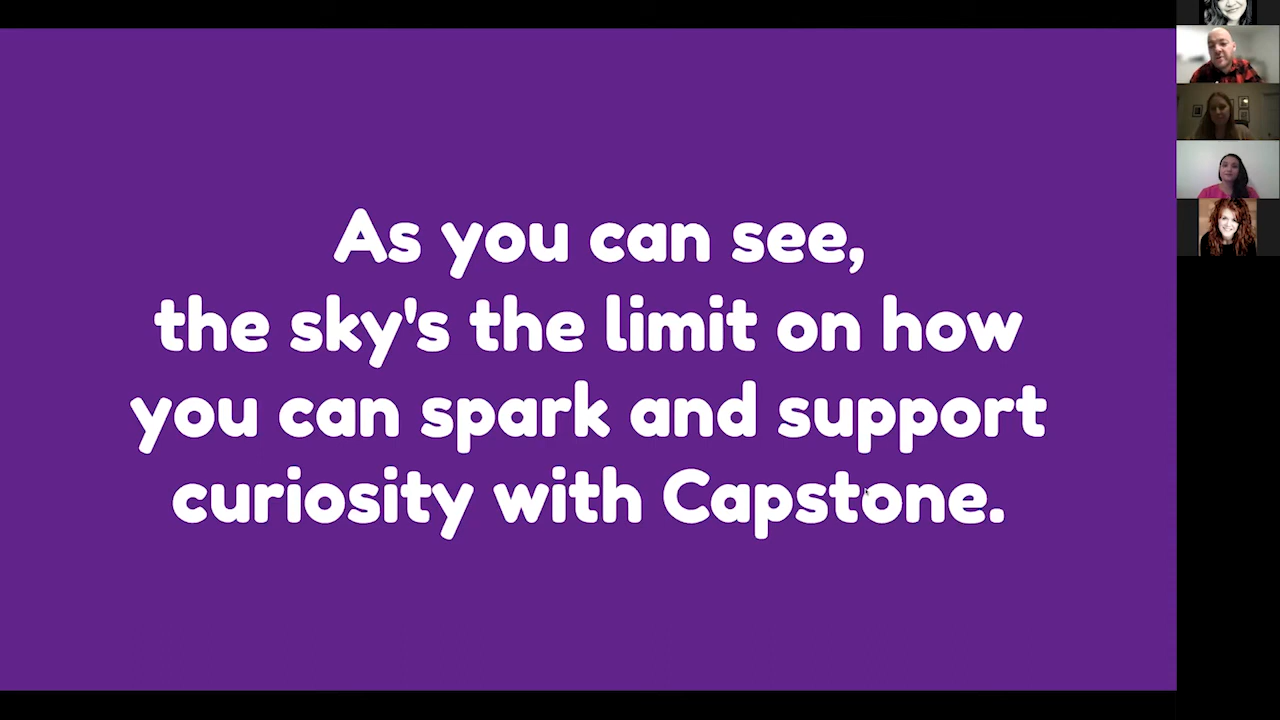 As you can see,
the sky's the limit on how
you can spark and support
curiosity with Capstone.